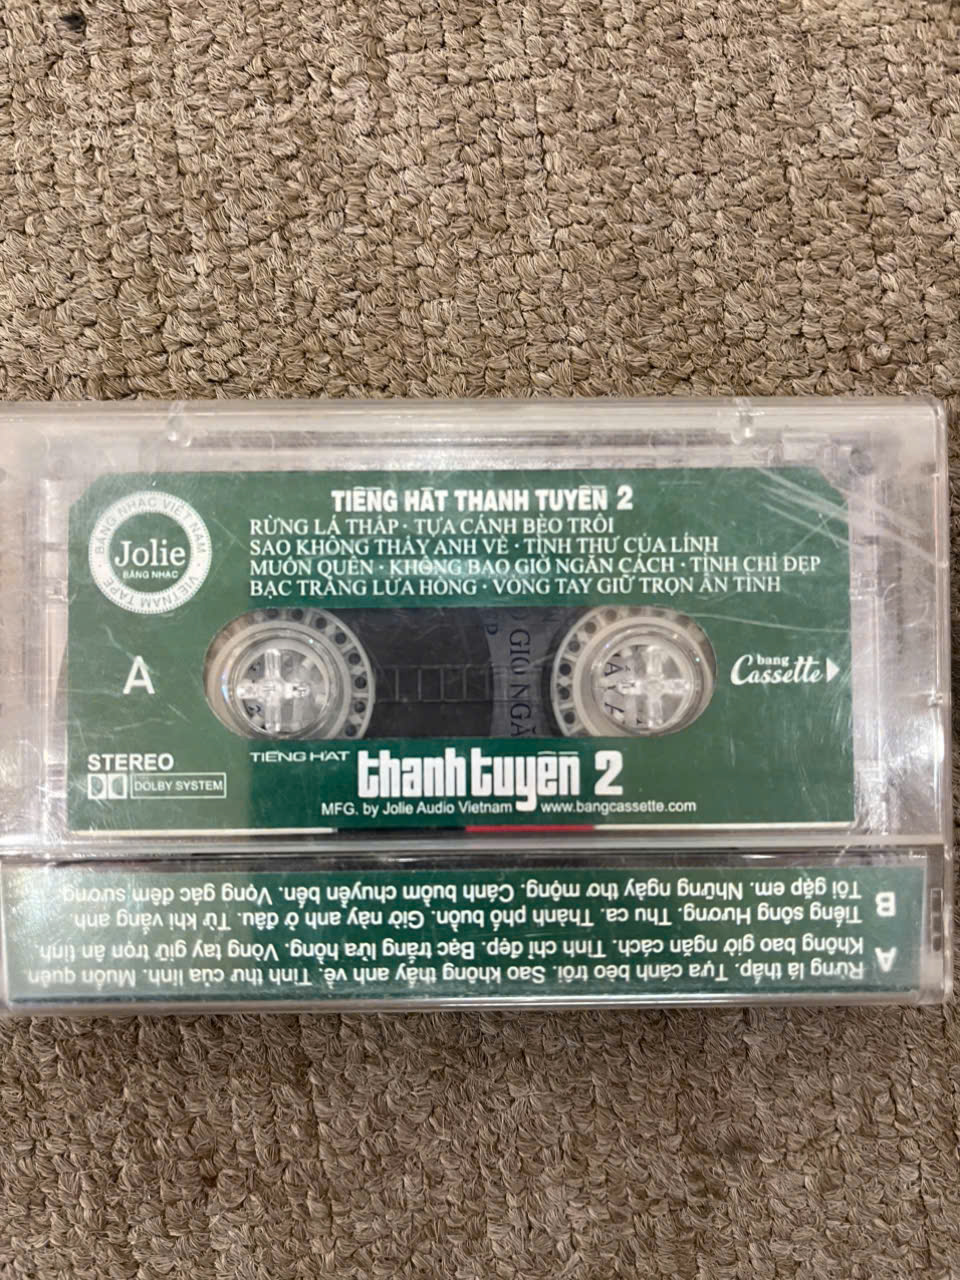 TIẾNG HÁT THANH TUYỀN 2
RỪNG LÁ THẤP · TỰA CÁNH BÈO TRÔI
SAO KHÔNG THẤY ANH VỀ · TÌNH THƯ CỦA LÍNH
MUỘN QUÊN · KHÔNG BAO GIỜ NGĂN CÁCH · TÌNH CHỈ ĐẸP
BẠC TRẮNG LỬA HỒNG · VÒNG TAY GIỮ TRỌN ÂN TÌNH
BĂNG NHẠC VIỆT NAM
Jolie
BĂNG NHẠC
VIETNAM TAPE
A
bang
Cassette
GIỜ NGĂ
STEREO
DOLBY SYSTEM
TIẾNG HÁT
thanh tuyền 2
MFG. by Jolie Audio Vietnam www.bangcassette.com
A
Rừng lá thấp. Tựa cánh bèo trôi. Sao không thấy anh về. Tình thư của lính. Muộn quên
Không bao giờ ngăn cách. Tình chỉ đẹp. Bạc trắng lửa hồng. Vòng tay giữ trọn ân tình
B
Tiếng sông Hương. Thu ca. Thành phố buồn. Giờ này anh ở đâu. Từ khi vắng anh
Tôi gặp em. Những ngày thơ mộng. Cánh buồm chuyển bến. Vọng gác đêm sương